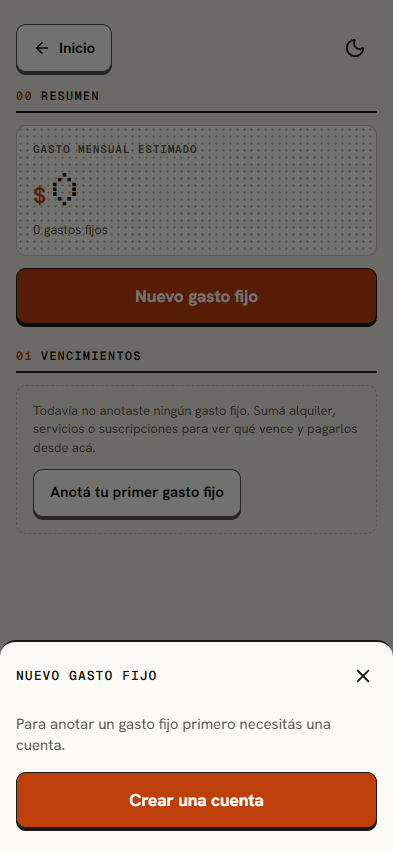 Inicio
00 RESUMEN
GASTO MENSUAL ESTIMADO
$0
0 gastos fijos
Nuevo gasto fijo
01 VENCIMIENTOS
Todavía no anotaste ningún gasto fijo. Sumá alquiler,
servicios o suscripciones para ver qué vence y pagarlos
desde acá.
Anotá tu primer gasto fijo
NUEVO GASTO FIJO
Para anotar un gasto fijo primero necesitás una
cuenta.
Crear una cuenta